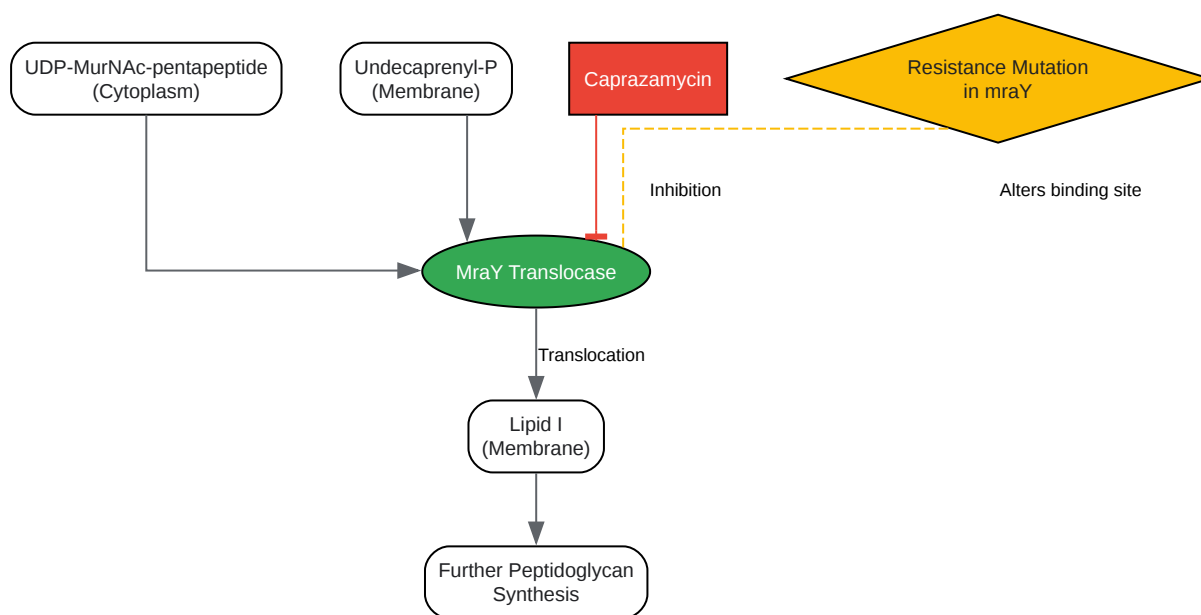 UDP-MurNAc-pentapeptide
(Cytoplasm)
Undecaprenyl-P
(Membrane)
Caprazamycin
Resistance Mutation
in mraY
Inhibition
Alters binding site
MraY Translocase
Translocation
Lipid I
(Membrane)
Further Peptidoglycan
Synthesis